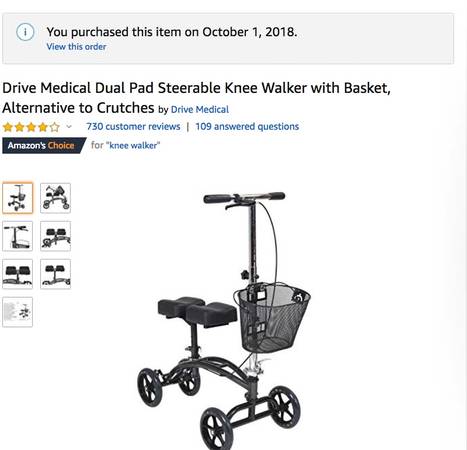 You purchased this item on October 1, 2018.
View this order
Drive Medical Dual Pad Steerable Knee Walker with Basket,
Alternative to Crutches by Drive Medical
730 customer reviews | 109 answered questions
Amazon's Choice for "knee walker"